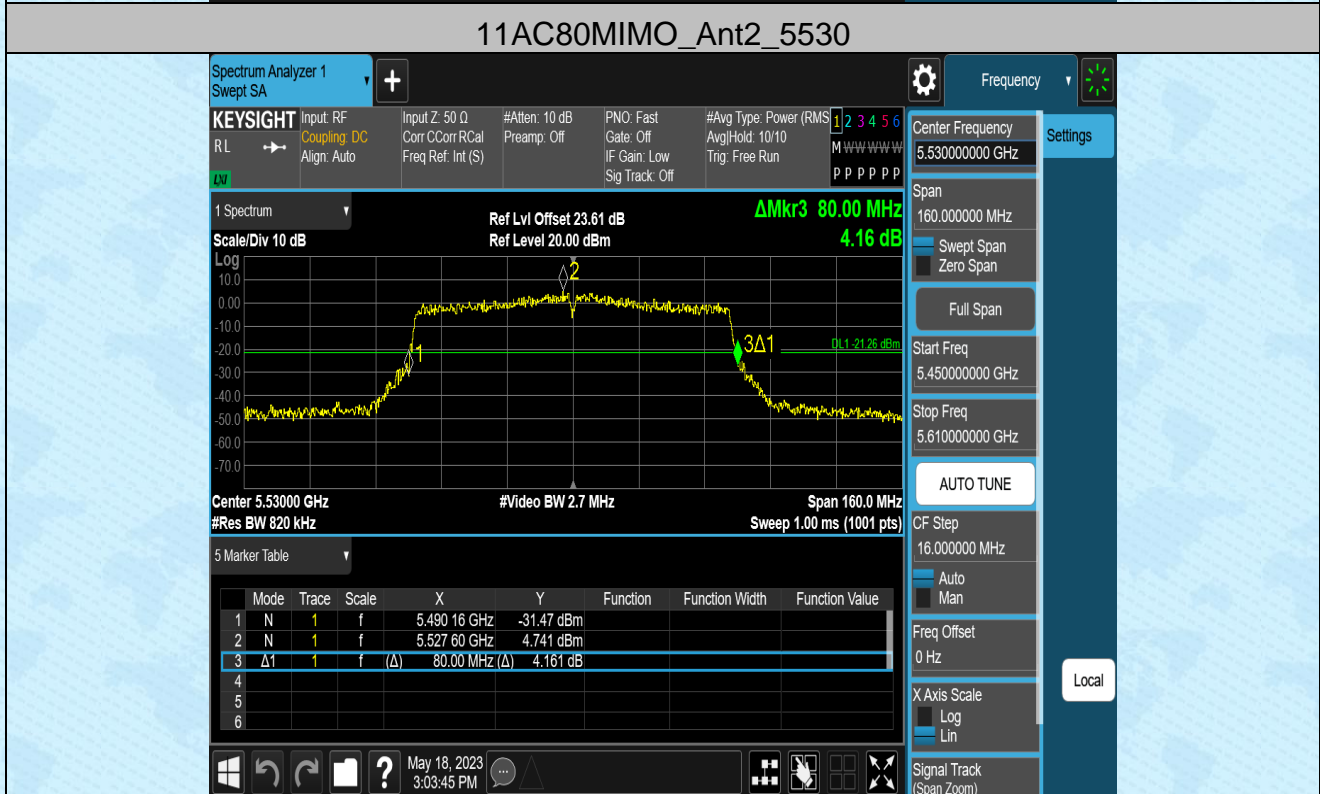 11AC80MIMO_Ant2_5530
Spectrum Analyzer 1
Swept SA
Frequency
KEYSIGHT
RL
LXI
Input: RF
Coupling: DC
Align: Auto
Input Z: 50 Ω
Corr CCorr RCal
Freq Ref: Int (S)
#Atten: 10 dB
Preamp: Off
PNO: Fast
Gate: Off
IF Gain: Low
Sig Track: Off
#Avg Type: Power (RMS
Avg|Hold: 10/10
Trig: Free Run
1 2 3 4 5 6
M W W W W W
P P P P P P
Center Frequency
5.530000000 GHz
Settings
Span
160.000000 MHz
Swept Span
Zero Span
Full Span
Start Freq
5.450000000 GHz
Stop Freq
5.610000000 GHz
AUTO TUNE
CF Step
16.000000 MHz
Auto
Man
Freq Offset
0 Hz
X Axis Scale
Log
Lin
Signal Track
(Span Zoom)
Local
1 Spectrum
Scale/Div 10 dB
Ref Lvl Offset 23.61 dB
Ref Level 20.00 dBm
ΔMkr3 80.00 MHz
4.16 dB
Log
10.0
0.00
-10.0
-20.0
-30.0
-40.0
-50.0
-60.0
-70.0
2
1
3Δ1
DL1 -21.26 dBm
Center 5.53000 GHz
#Res BW 820 kHz
#Video BW 2.7 MHz
Span 160.0 MHz
Sweep 1.00 ms (1001 pts)
5 Marker Table
Mode Trace Scale X Y Function Function Width Function Value
1 N 1 f 5.490 16 GHz -31.47 dBm
2 N 1 f 5.527 60 GHz 4.741 dBm
3 Δ1 1 f (Δ) 80.00 MHz (Δ) 4.161 dB
4
5
6
?
May 18, 2023
3:03:45 PM